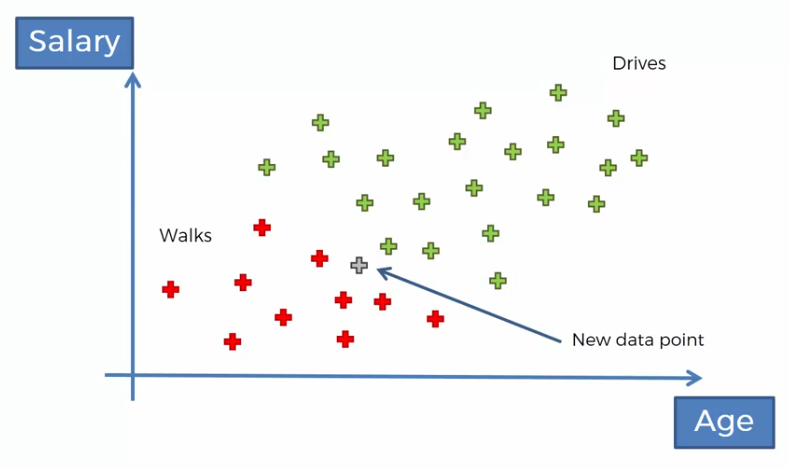 Salary
Drives
Walks
New data point
Age